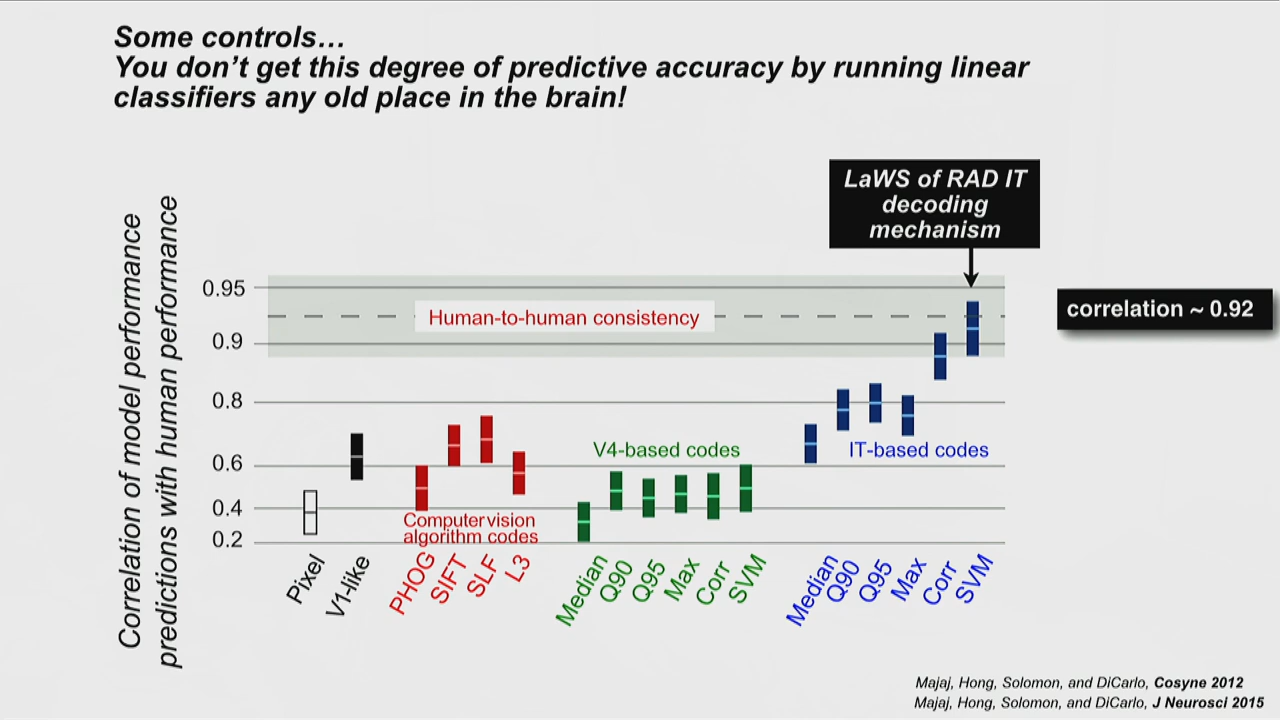 Some controls…
You don’t get this degree of predictive accuracy by running linear
classifiers any old place in the brain!
LaWS of RAD IT
decoding
mechanism
Correlation of model performance
predictions with human performance
0.95
0.9
0.8
0.6
0.4
0.2
Human-to-human consistency
correlation ~ 0.92
V4-based codes
IT-based codes
Computer vision
algorithm codes
Pixel
V1-like
PHOG
SIFT
SLF
L3
Median
Q90
Q95
Max
Corr
SVM
Median
Q90
Q95
Max
Corr
SVM
Majaj, Hong, Solomon, and DiCarlo, Cosyne 2012
Majaj, Hong, Solomon, and DiCarlo, J Neurosci 2015